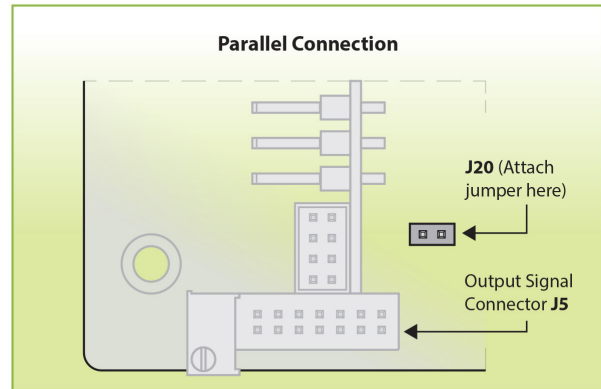 Parallel Connection
J20 (Attach
jumper here)
Output Signal
Connector J5